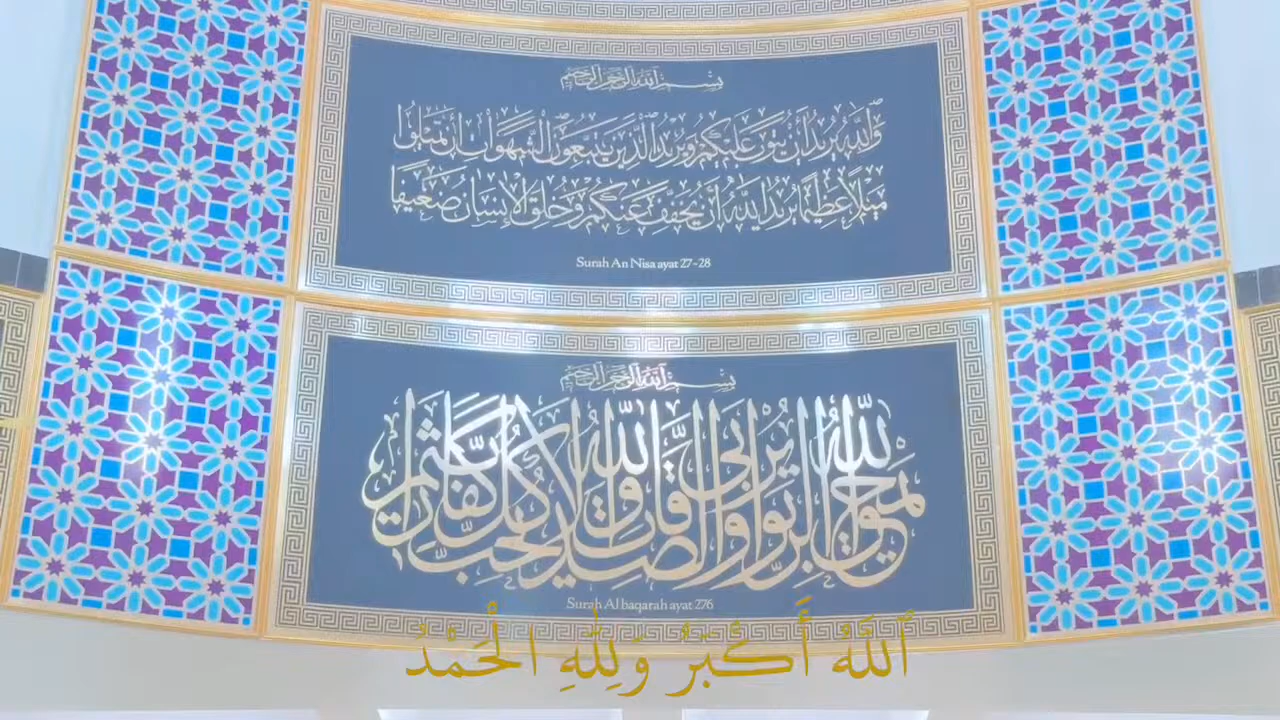 بسم الله الرحمن الرحيم
والله يريد أن يتوب عليكم ويريد الذين يتبعون الشهوات أن تميلوا
ميلا عظيما يريد الله أن يخفف عنكم وخلق الإنسان ضعيفا
Surah An Nisa ayat 27-28
بسم الله الرحمن الرحيم
يمحق الله الربوا ويربي الصدقات والله لا يحب كل كفار أثيم
Surah Al baqarah ayat 276
ٱللَّهُ أَكْبَرُ وَلِلَّهِ الْحَمْدُ